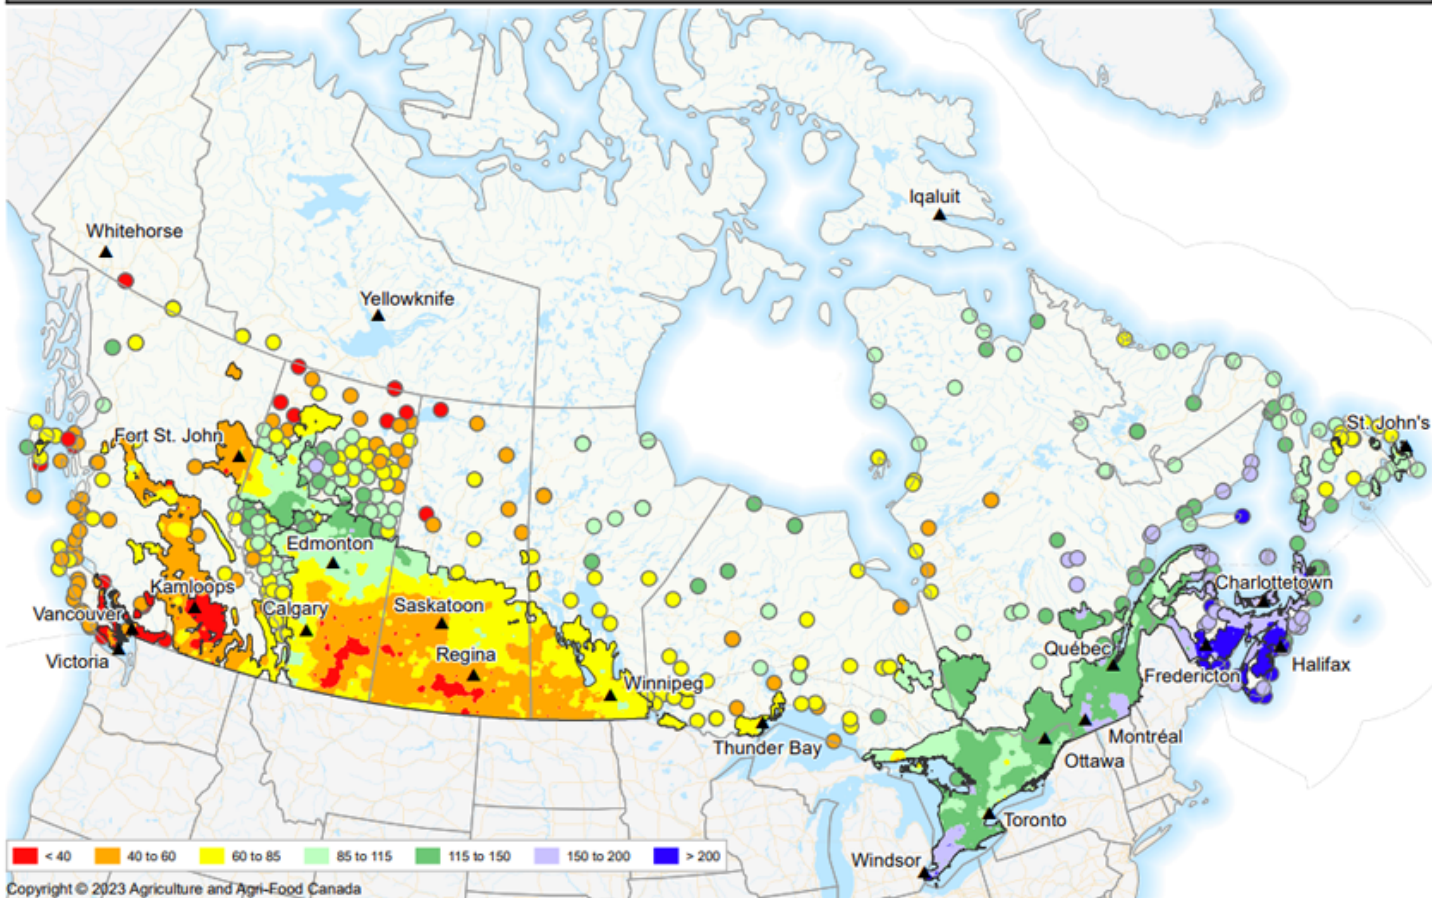 Iqaluit
Whitehorse
Yellowknife
St. John's
Fort St. John
Edmonton
Charlottetown
Kamloops
Calgary
Saskatoon
Vancouver
Québec
Regina
Victoria
Halifax
Fredericton
Winnipeg
Montréal
Thunder Bay
Ottawa
Toronto
Windsor
< 40 40 to 60 60 to 85 85 to 115 115 to 150 150 to 200 > 200
Copyright © 2023 Agriculture and Agri-Food Canada